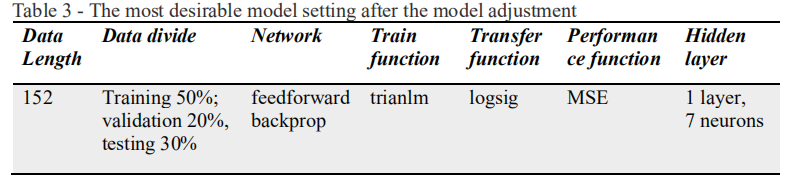 Table 3 - The most desirable model setting after the model adjustment
Data Data divide Network Train Transfer Performan Hidden
Length function function ce function layer
152 Training 50%; feedforward trianlm logsig MSE 1 layer,
validation 20%, backprop 7 neurons
testing 30%